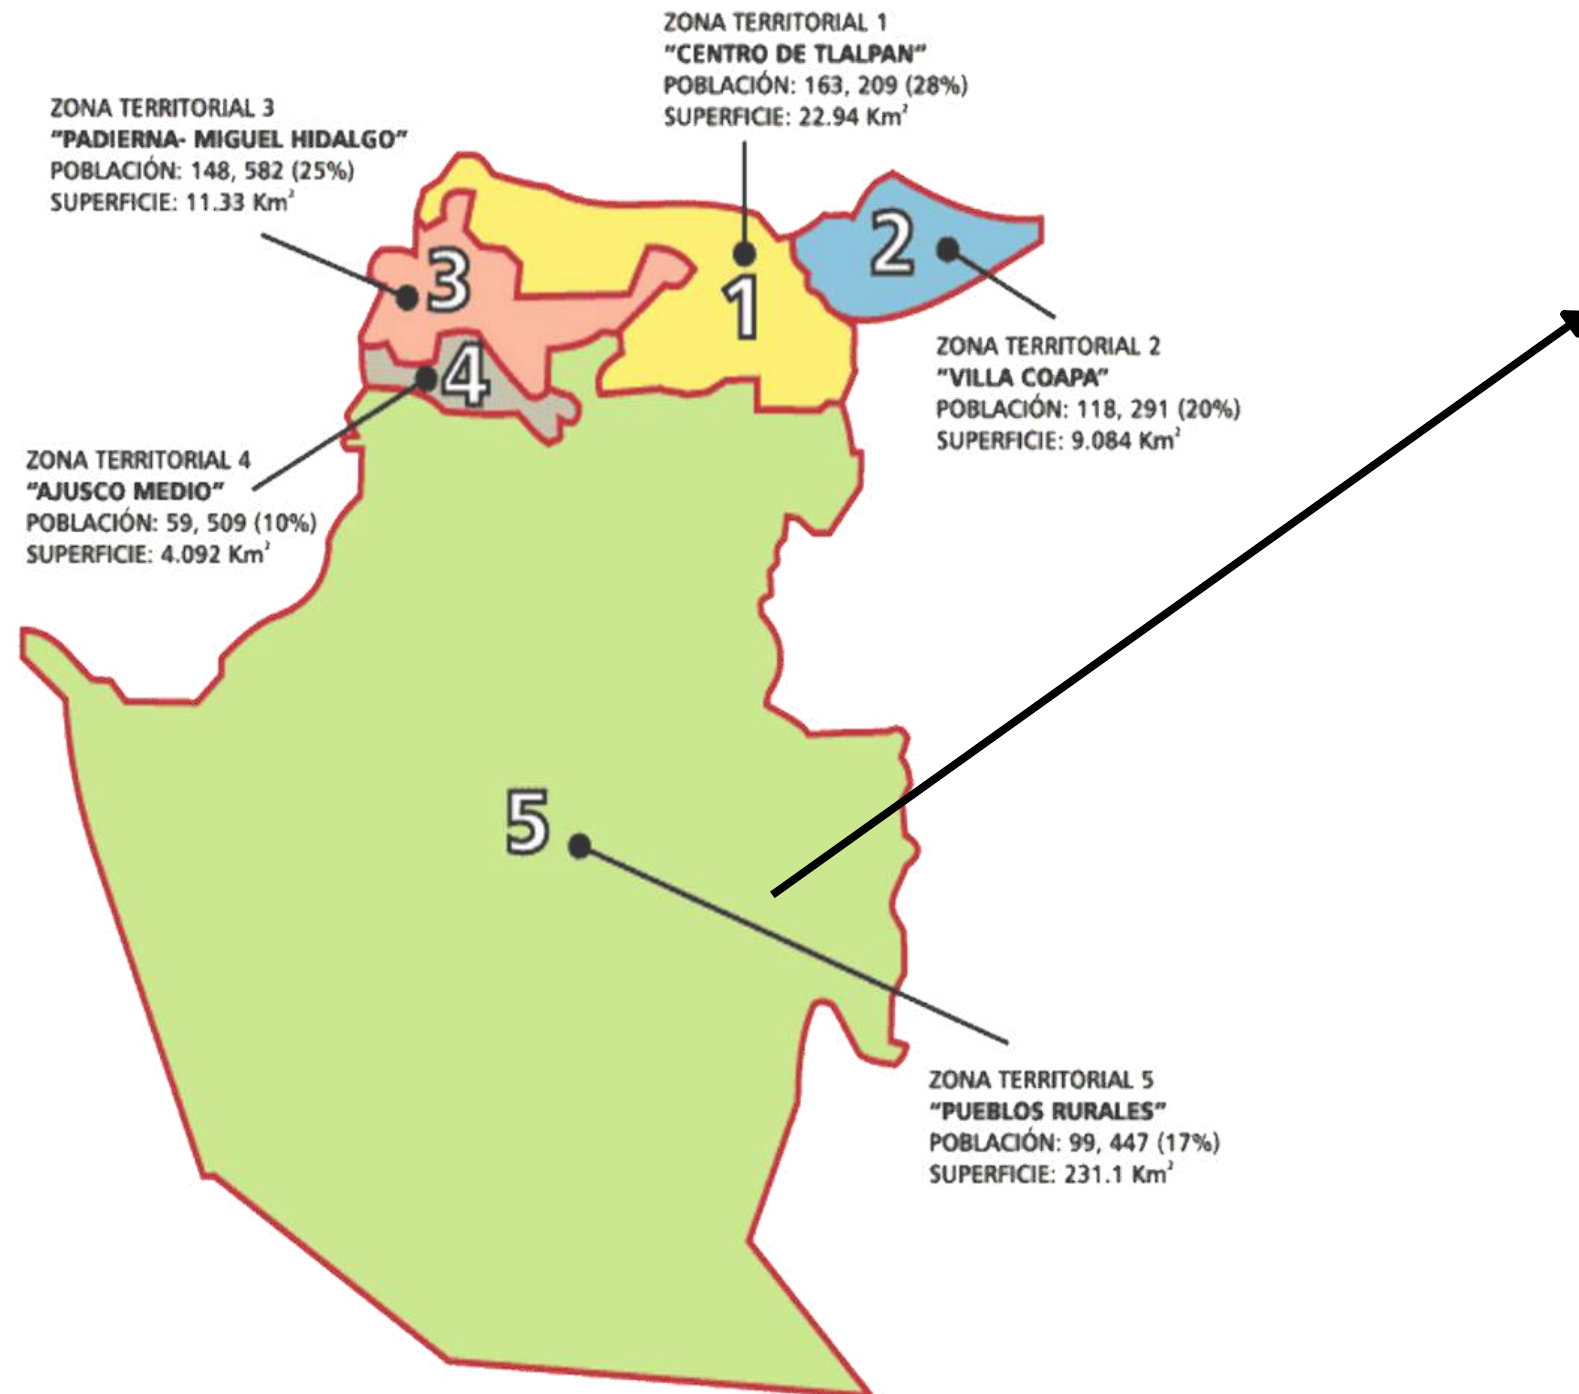 ZONA TERRITORIAL 1
"CENTRO DE TLALPAN"
POBLACIÓN: 163, 209 (28%)
SUPERFICIE: 22.94 Km²
ZONA TERRITORIAL 3
"PADIERNA- MIGUEL HIDALGO"
POBLACIÓN: 148, 582 (25%)
SUPERFICIE: 11.33 Km²
2
3
1
4
ZONA TERRITORIAL 2
"VILLA COAPA"
POBLACIÓN: 118, 291 (20%)
SUPERFICIE: 9.084 Km²
ZONA TERRITORIAL 4
"AJUSCO MEDIO"
POBLACIÓN: 59, 509 (10%)
SUPERFICIE: 4.092 Km²
5
ZONA TERRITORIAL 5
"PUEBLOS RURALES"
POBLACIÓN: 99, 447 (17%)
SUPERFICIE: 231.1 Km²